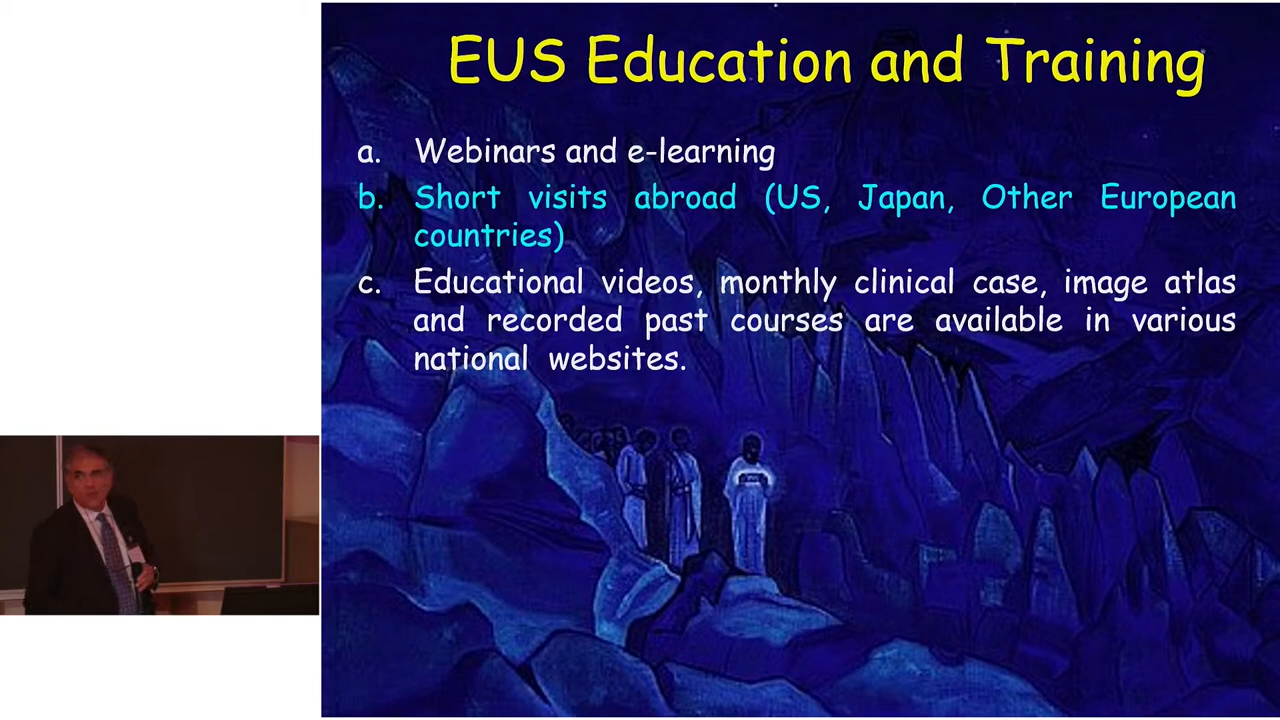 EUS Education and Training
a. Webinars and e-learning
b. Short visits abroad (US, Japan, Other European
countries)
c. Educational videos, monthly clinical case, image atlas
and recorded past courses are available in various
national websites.